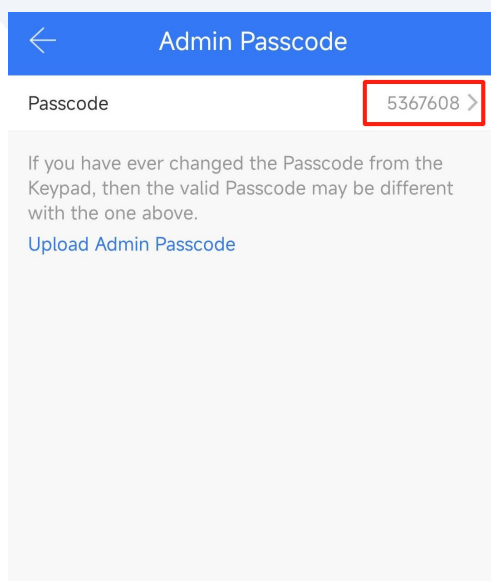 Admin Passcode
Passcode 5367608
If you have ever changed the Passcode from the
Keypad, then the valid Passcode may be different
with the one above.
Upload Admin Passcode